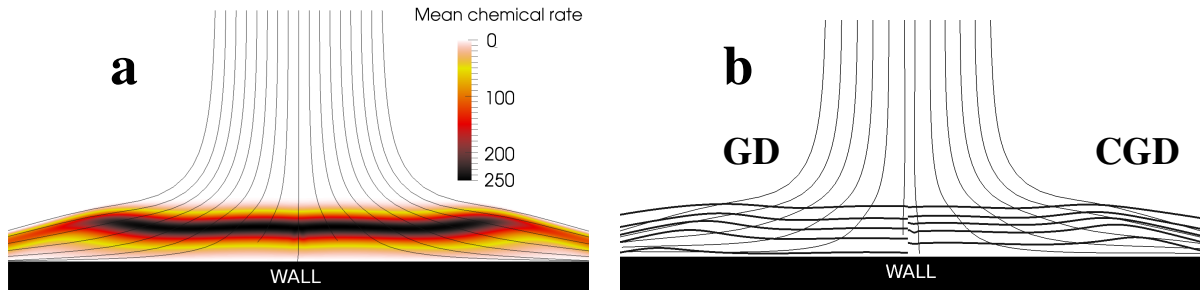 Mean chemical rate
0
100
200
250
a
WALL
b
GD
CGD
WALL